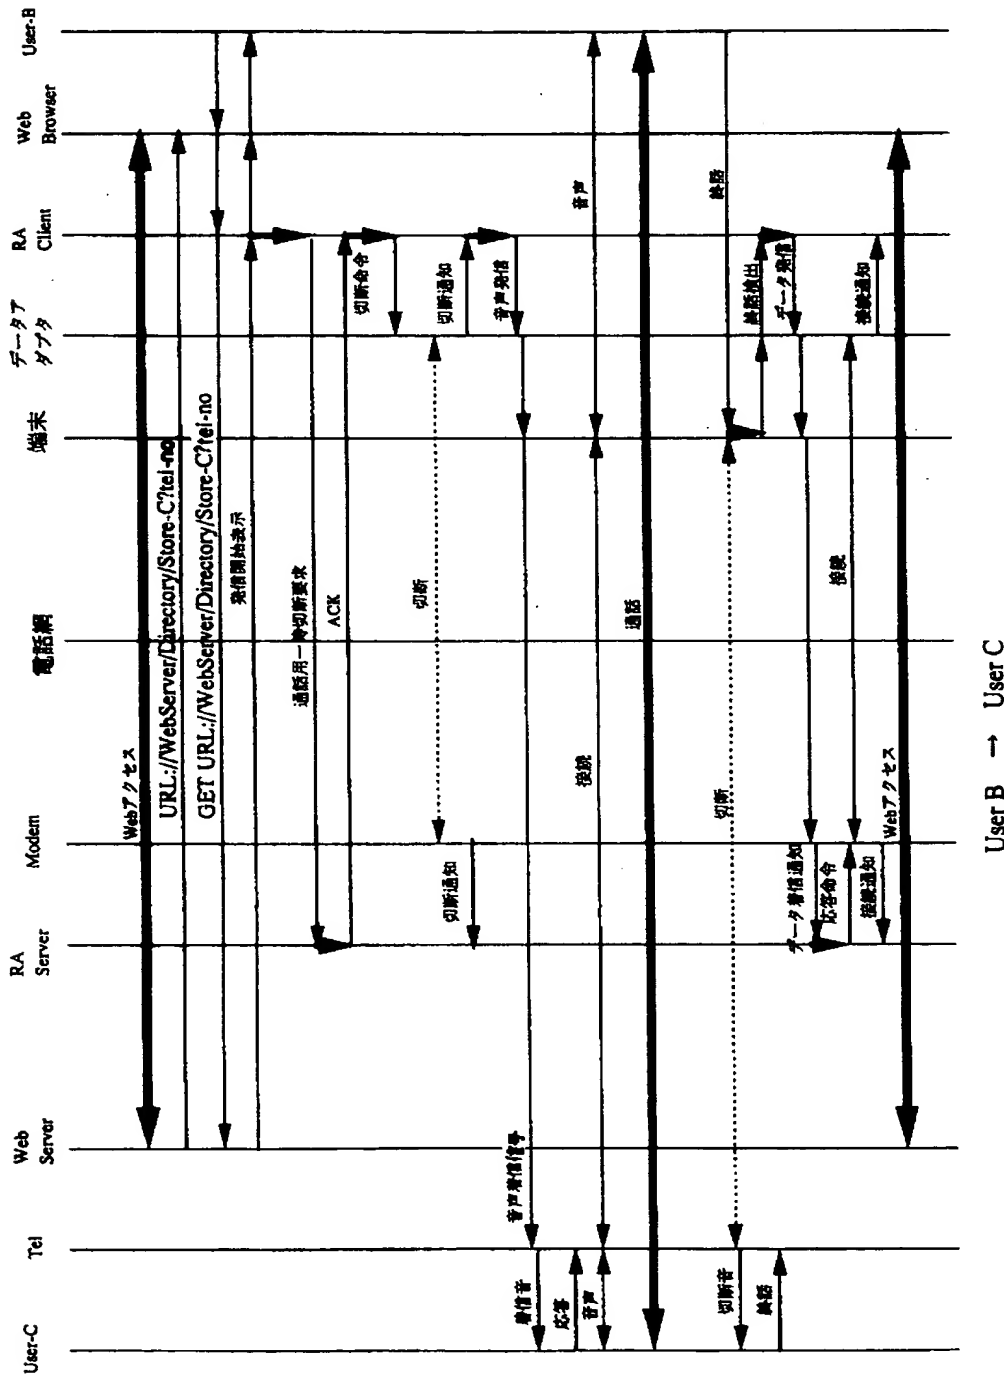 User-C
Tel
Web
Server
RA
Server
Modem
電話網
端末
データア
ダプタ
RA
Client
Web
Browser
User-B
Webアクセス
URL://WebServer/Directory/Store-C?tel-no
GET URL://WebServer/Directory/Store-C?tel-no
発信開始表示
通話用一時切断要求
ACK
切断命令
切断
切断通知
切断通知
音声発信
音声着信信号
着信音
応答
音声
接続
音声
通話
終話
切断
切断音
終話
終話検出
データ発信
データ着信通知
応答命令
接続
接続通知
接続通知
Webアクセス
User B → User C